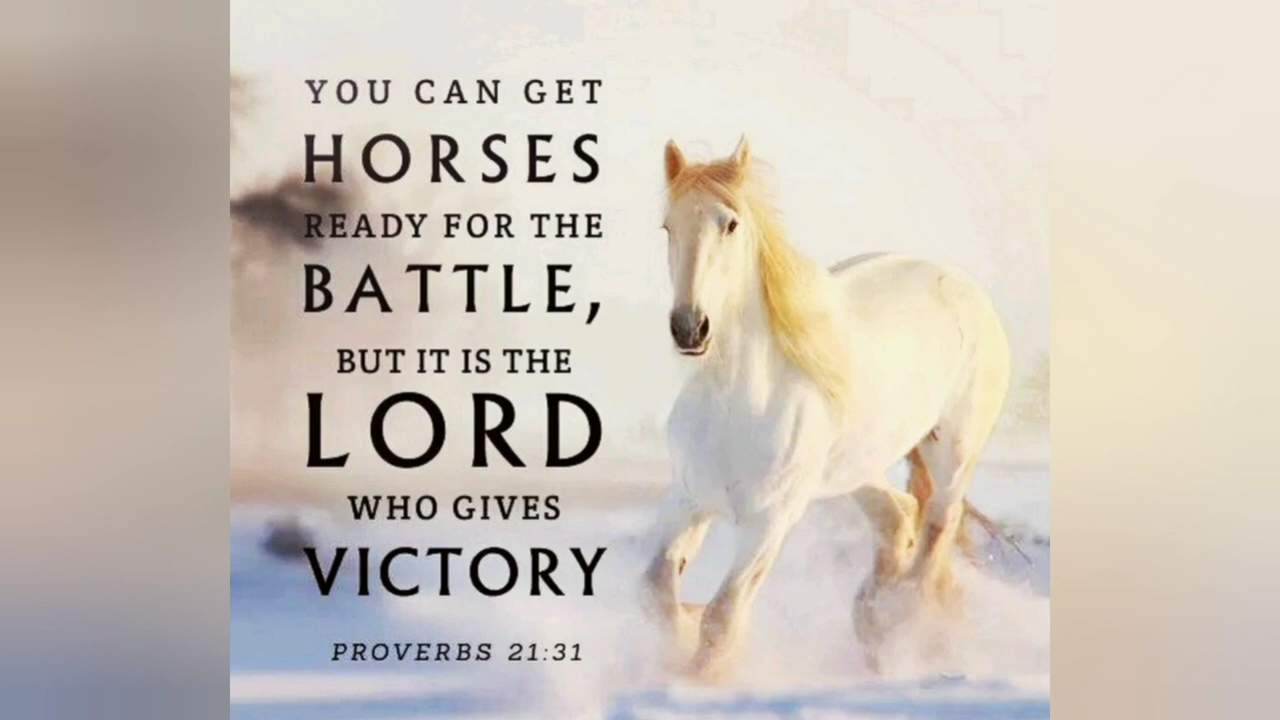 YOU CAN GET
HORSES
READY FOR THE
BATTLE,
BUT IT IS THE
LORD
WHO GIVES
VICTORY
PROVERBS 21:31